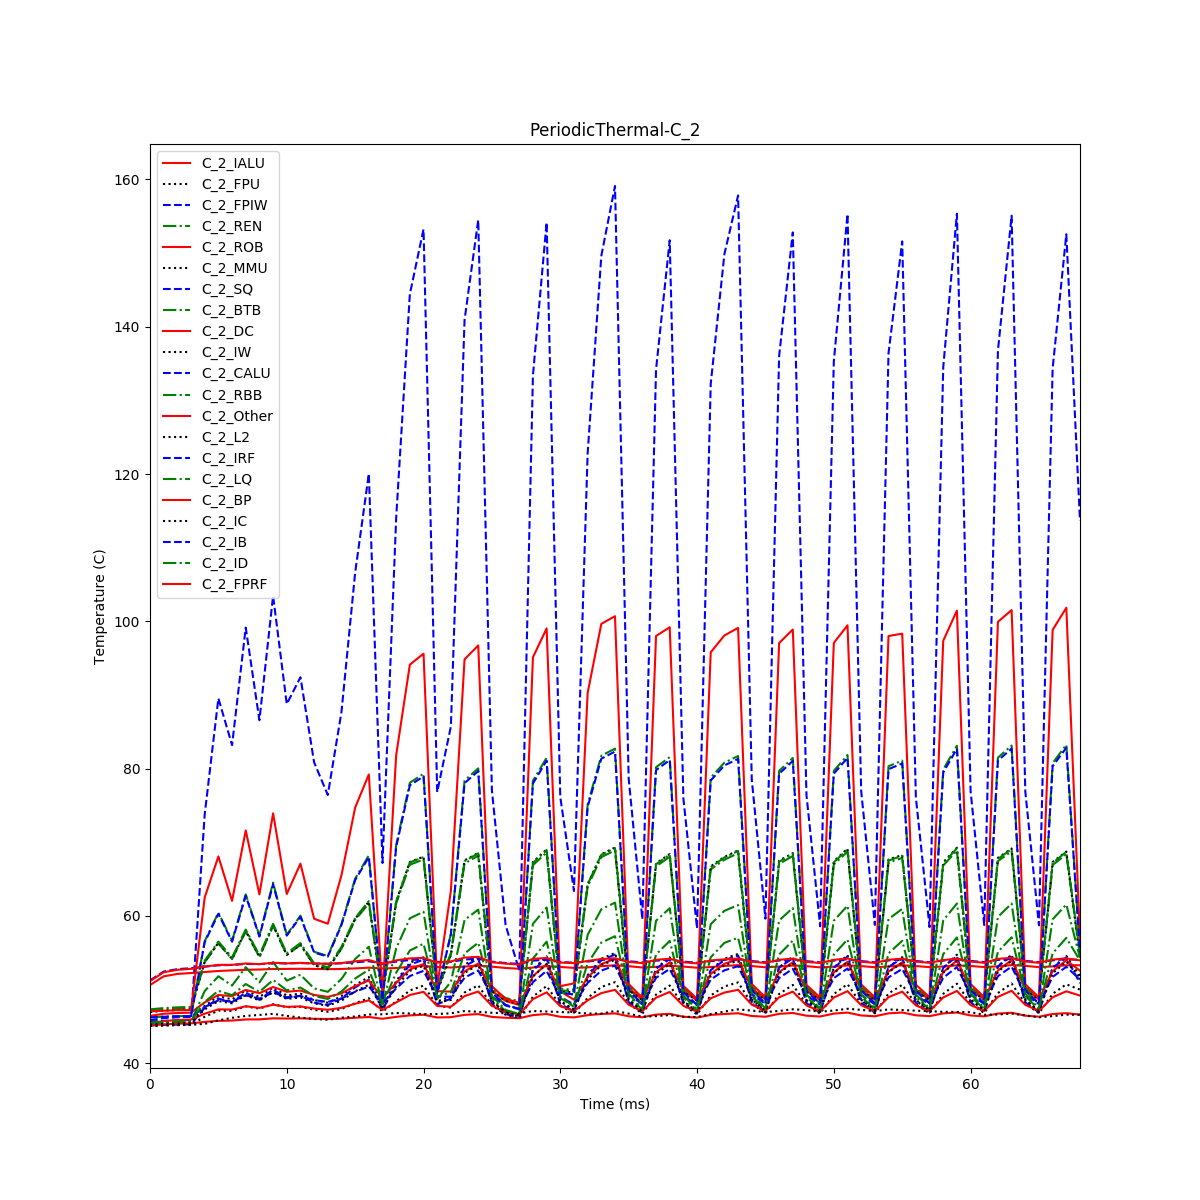 PeriodicThermal-C_2
C_2_IALU
C_2_FPU
C_2_FPIW
C_2_REN
C_2_ROB
C_2_MMU
C_2_SQ
C_2_BTB
C_2_DC
C_2_IW
C_2_CALU
C_2_RBB
C_2_Other
C_2_L2
C_2_IRF
C_2_LQ
C_2_BP
C_2_IC
C_2_IB
C_2_ID
C_2_FPRF
160
140
120
100
80
60
40
Temperature (C)
0 10 20 30 40 50 60
Time (ms)